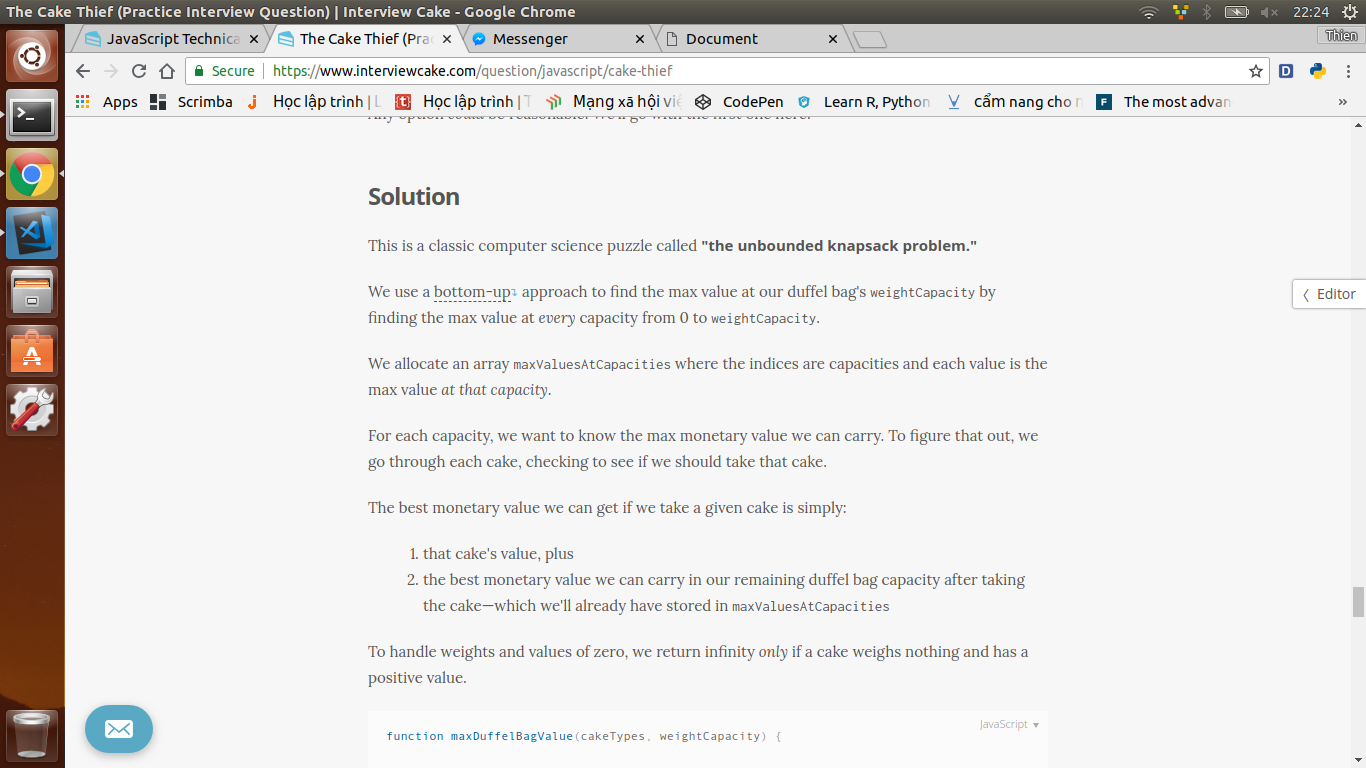 The Cake Thief (Practice Interview Question) | Interview Cake - Google Chrome
22:24
JavaScript Technica
The Cake Thief (Prac
Messenger
Document
Thien
Secure
https://www.interviewcake.com/question/javascript/cake-thief
Apps
Scrimba
Học lập trình | L
Học lập trình | T
Mạng xã hội việ
CodePen
Learn R, Python
cẩm nang cho n
The most advan
»
Any option could be reasonable. We'll go with the first one here.
Solution
This is a classic computer science puzzle called "the unbounded knapsack problem."
We use a bottom-up approach to find the max value at our duffel bag's weightCapacity by
finding the max value at every capacity from 0 to weightCapacity.
We allocate an array maxValuesAtCapacities where the indices are capacities and each value is the
max value at that capacity.
For each capacity, we want to know the max monetary value we can carry. To figure that out, we
go through each cake, checking to see if we should take that cake.
The best monetary value we can get if we take a given cake is simply:
1. that cake's value, plus
2. the best monetary value we can carry in our remaining duffel bag capacity after taking
the cake—which we'll already have stored in maxValuesAtCapacities
To handle weights and values of zero, we return infinity only if a cake weighs nothing and has a
positive value.
JavaScript
function maxDuffelBagValue(cakeTypes, weightCapacity) {
Editor